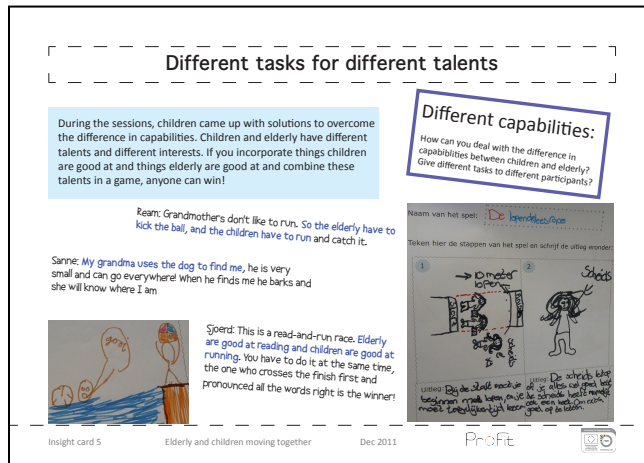 Different tasks for different talents
During the sessions, children came up with solutions to overcome
the difference in capabilities. Children and elderly have different
talents and different interests. If you incorporate things children
are good at and things elderly are good at and combine these
talents in a game, anyone can win!
Different capabilities:
How can you deal with the difference in
capabiblities between children and elderly?
Give different tasks to different participants?
Ream: Grandmothers don't like to run. So the elderly have to
kick the ball, and the children have to run and catch it.
Sanne: My grandma uses the dog to find me, he is very
small and can go everywhere! When he finds me he barks and
she will know where I am
goal
Sjoerd: This is a read-and-run race. Elderly
are good at reading and children are good at
running. You have to do it at the same time,
the one who crosses the finish first and
pronounced all the words right is the winner!
Naam van het spel: De lopendeleesrace
Teken hier de stappen van het spel en schrijf de uitleg eronder:
1
10 meter
lopen
2
Scheids
Uitleg:
Uitleg: De scheids
Insight card 5
Elderly and children moving together
Dec 2011
ProFit